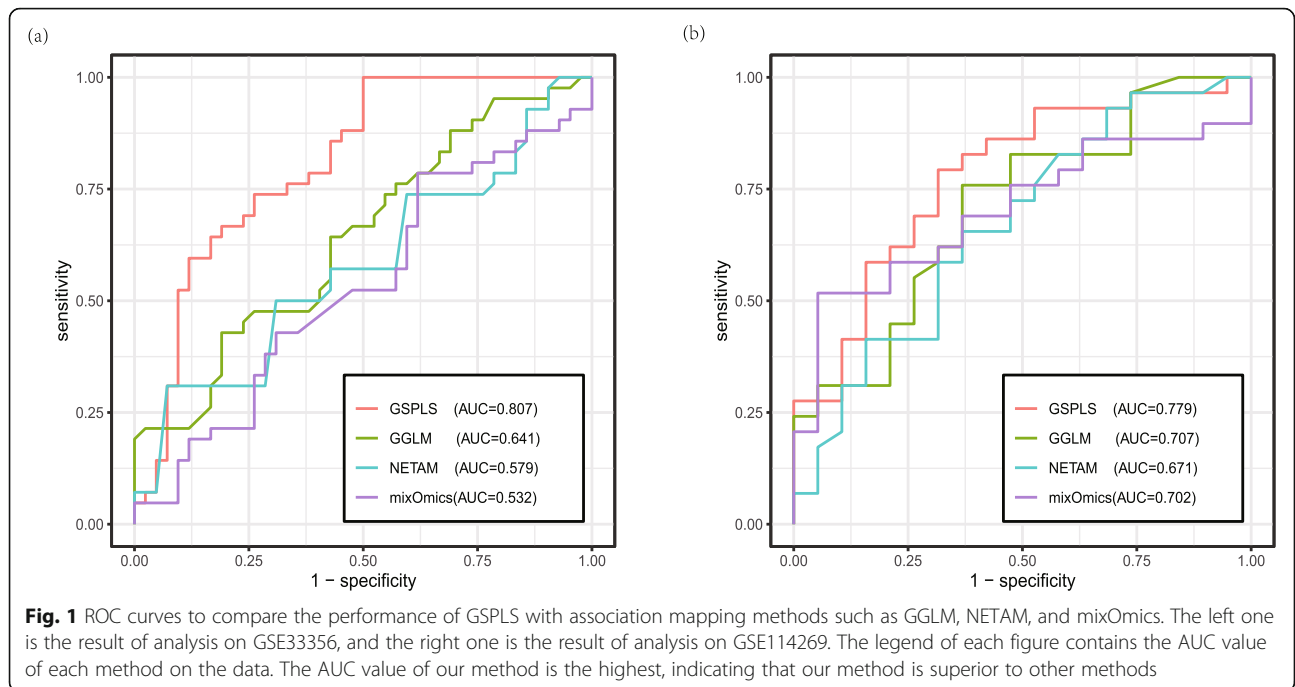 (a)
1.00
0.75
0.50
0.25
0.00
sensitivity
GSPLS (AUC=0.807)
GGLM (AUC=0.641)
NETAM (AUC=0.579)
mixOmics(AUC=0.532)
0.00 0.25 0.50 0.75 1.00
1 − specificity
(b)
1.00
0.75
0.50
0.25
0.00
sensitivity
GSPLS (AUC=0.779)
GGLM (AUC=0.707)
NETAM (AUC=0.671)
mixOmics(AUC=0.702)
0.00 0.25 0.50 0.75 1.00
1 − specificity
Fig. 1 ROC curves to compare the performance of GSPLS with association mapping methods such as GGLM, NETAM, and mixOmics. The left one
is the result of analysis on GSE33356, and the right one is the result of analysis on GSE114269. The legend of each figure contains the AUC value
of each method on the data. The AUC value of our method is the highest, indicating that our method is superior to other methods